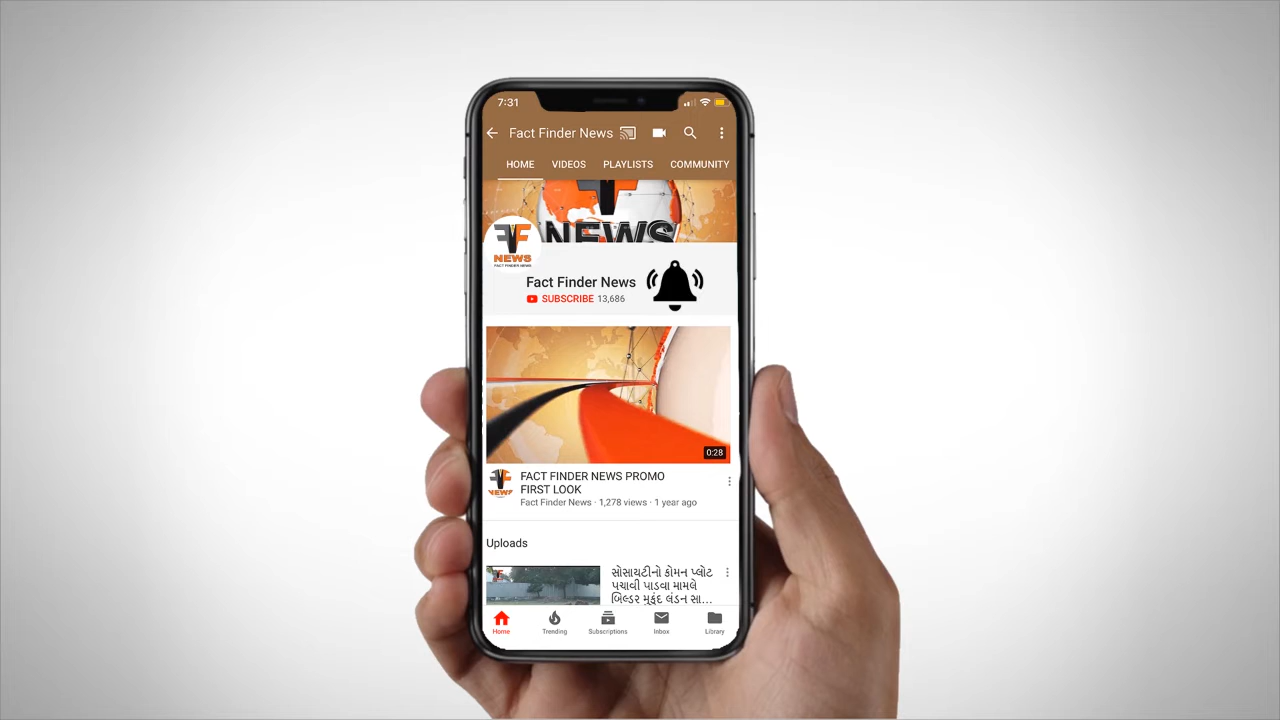 7:31
Fact Finder News
HOME VIDEOS PLAYLISTS COMMUNITY
NEWS
FF
NEWS
FACT FINDER NEWS
Fact Finder News
SUBSCRIBE 13,686
0:28
FACT FINDER NEWS PROMO
FIRST LOOK
Fact Finder News · 1,278 views · 1 year ago
NEWS
Uploads
સોસાયટીનો કોમન પ્લોટ
પચાવી પાડવા મામલે
બિલ્ડર મુકુંદ લંડન સા...
Home Trending Subscriptions Inbox Library